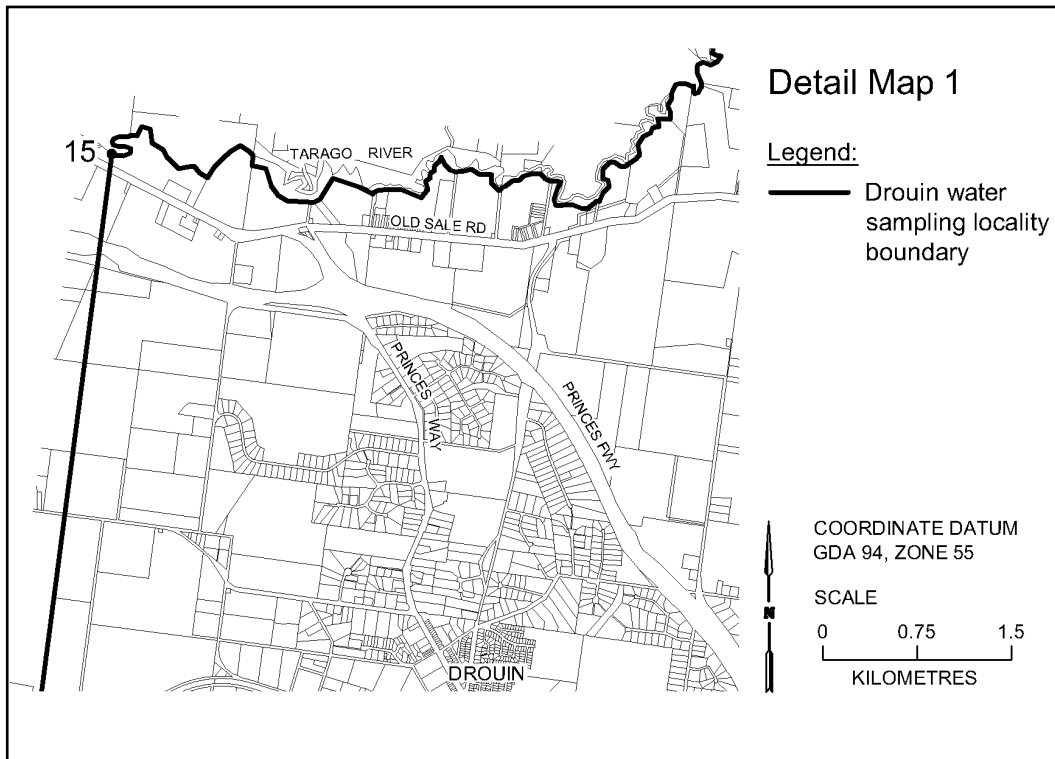 Detail Map 1
Legend:
Drouin water
sampling locality
boundary
15
TARAGO RIVER
OLD SALE RD
PRINCES WAY
PRINCES FWY
DROUIN
COORDINATE DATUM
GDA 94, ZONE 55
SCALE
0 0.75 1.5
KILOMETRES
N